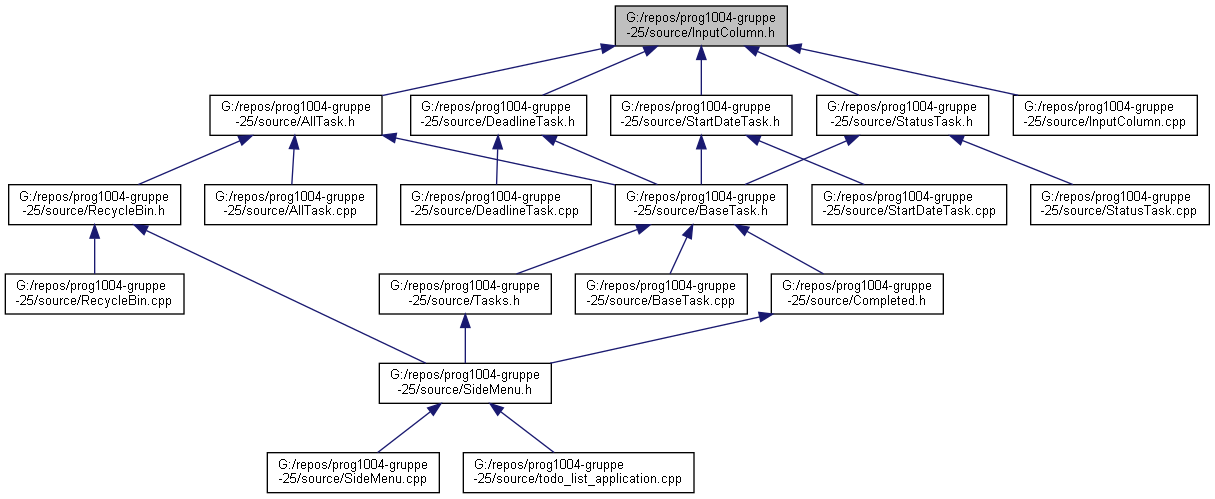 G:/repos/prog1004-gruppe
-25/source/InputColumn.h
G:/repos/prog1004-gruppe
-25/source/AllTask.h
G:/repos/prog1004-gruppe
-25/source/DeadlineTask.h
G:/repos/prog1004-gruppe
-25/source/StartDateTask.h
G:/repos/prog1004-gruppe
-25/source/StatusTask.h
G:/repos/prog1004-gruppe
-25/source/InputColumn.cpp
G:/repos/prog1004-gruppe
-25/source/RecycleBin.h
G:/repos/prog1004-gruppe
-25/source/AllTask.cpp
G:/repos/prog1004-gruppe
-25/source/DeadlineTask.cpp
G:/repos/prog1004-gruppe
-25/source/BaseTask.h
G:/repos/prog1004-gruppe
-25/source/StartDateTask.cpp
G:/repos/prog1004-gruppe
-25/source/StatusTask.cpp
G:/repos/prog1004-gruppe
-25/source/RecycleBin.cpp
G:/repos/prog1004-gruppe
-25/source/Tasks.h
G:/repos/prog1004-gruppe
-25/source/BaseTask.cpp
G:/repos/prog1004-gruppe
-25/source/Completed.h
G:/repos/prog1004-gruppe
-25/source/SideMenu.h
G:/repos/prog1004-gruppe
-25/source/SideMenu.cpp
G:/repos/prog1004-gruppe
-25/source/todo_list_application.cpp